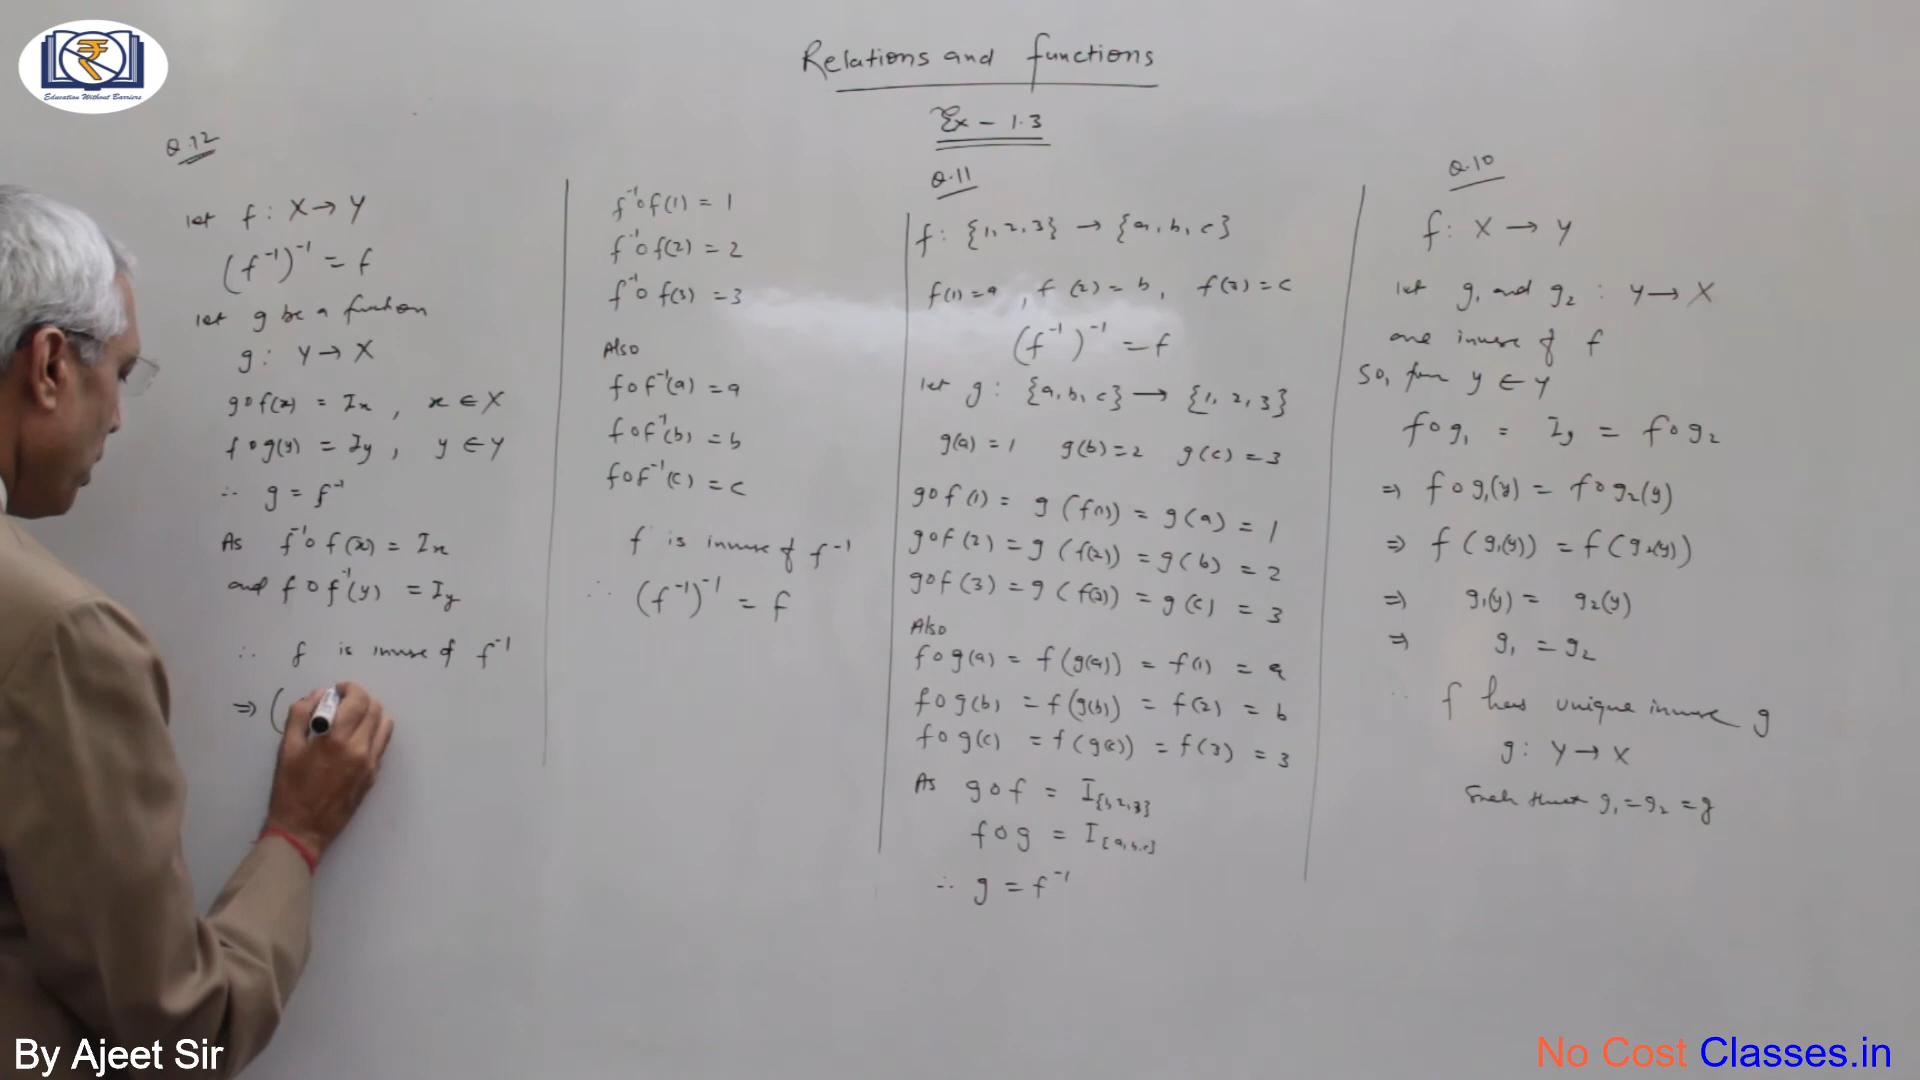 Education Without Barriers
Relations and functions
Ex - 1.3
Q.12
let f : X → Y
(f⁻¹)⁻¹ = f
let g be a function
g : Y → X
gof(x) = Ix , x ∈ X
fog(y) = Iy , y ∈ Y
∴ g = f⁻¹
As f⁻¹of(x) = Ix
and fof⁻¹(y) = Iy
∴ f is inverse of f⁻¹
⇒ (
f⁻¹of(1) = 1
f⁻¹of(2) = 2
f⁻¹of(3) = 3
Also
fof⁻¹(a) = a
fof⁻¹(b) = b
fof⁻¹(c) = c
f is inverse of f⁻¹
∴ (f⁻¹)⁻¹ = f
Q.11
f : {1,2,3} → {a,b,c}
f(1)=a , f(2)=b, f(3)=c
(f⁻¹)⁻¹ = f
let g : {a,b,c} → {1,2,3}
g(a)=1 g(b)=2 g(c)=3
gof(1) = g(f(1)) = g(a) = 1
gof(2) = g(f(2)) = g(b) = 2
gof(3) = g(f(3)) = g(c) = 3
Also
fog(a) = f(g(a)) = f(1) = a
fog(b) = f(g(b)) = f(2) = b
fog(c) = f(g(c)) = f(3) = 3
As gof = I{1,2,3}
fog = I{a,b,c}
∴ g = f⁻¹
Q.10
f : X → Y
let g₁ and g₂ : Y → X
are inverse of f
So, for y ∈ Y
fog₁ = Iy = fog₂
⇒ fog₁(y) = fog₂(y)
⇒ f(g₁(y)) = f(g₂(y))
⇒ g₁(y) = g₂(y)
⇒ g₁ = g₂
∴ f has unique inverse g
g : Y → X
Such that g₁ = g₂ = g
By Ajeet Sir
No Cost Classes.in